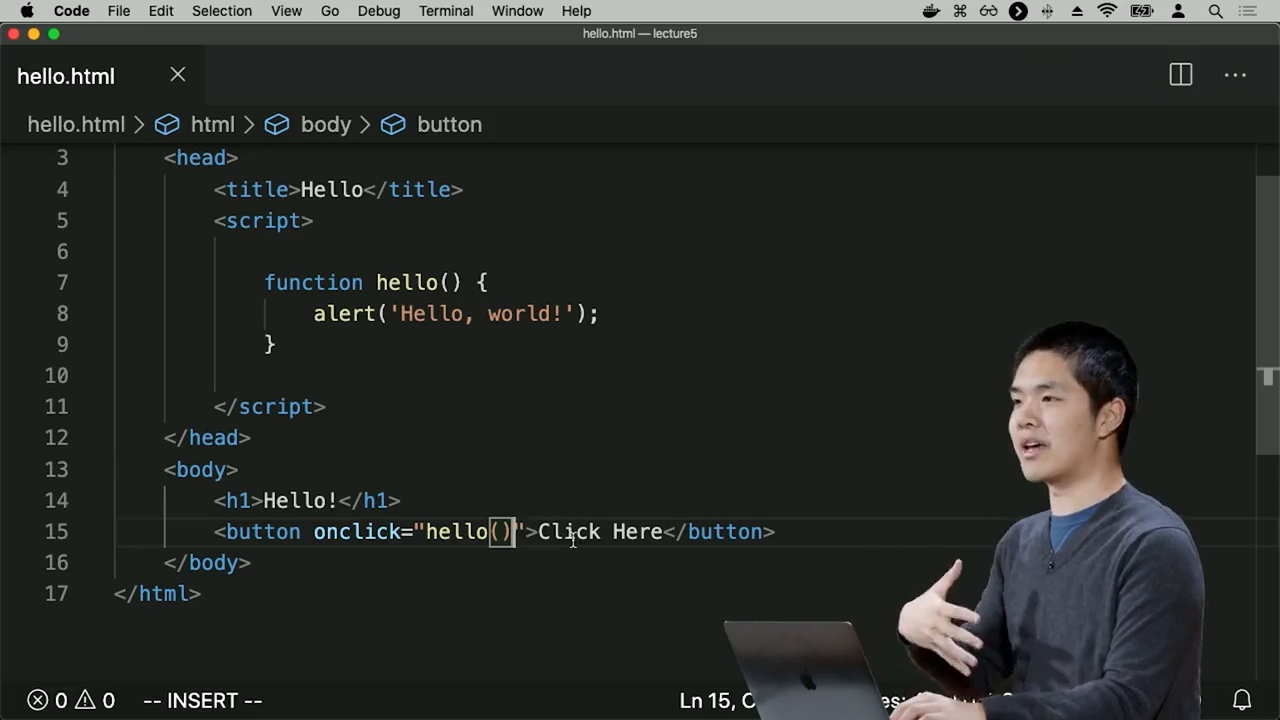 Code File Edit Selection View Go Debug Terminal Window Help
hello.html — lecture5
hello.html
hello.html > html > body > button
3 <head>
4 <title>Hello</title>
5 <script>
6
7 function hello() {
8 alert('Hello, world!');
9 }
10
11 </script>
12 </head>
13 <body>
14 <h1>Hello!</h1>
15 <button onclick="hello()">Click Here</button>
16 </body>
17 </html>
0 0 -- INSERT -- Ln 15, C